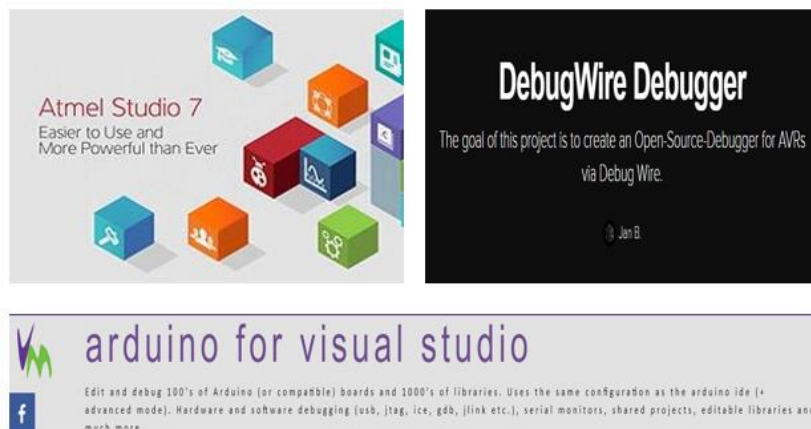 Atmel Studio 7
Easier to Use and
More Powerful than Ever
DebugWire Debugger
The goal of this project is to create an Open-Source-Debugger for AVRs
via Debug Wire.
Jan B.
VM
arduino for visual studio
Edit and debug 100's of Arduino (or compatible) boards and 1000's of libraries. Uses the same configuration as the arduino ide (+
advanced mode). Hardware and software debugging (usb, jtag, ice, gdb, jlink etc.), serial monitors, shared projects, editable libraries and
much more
f